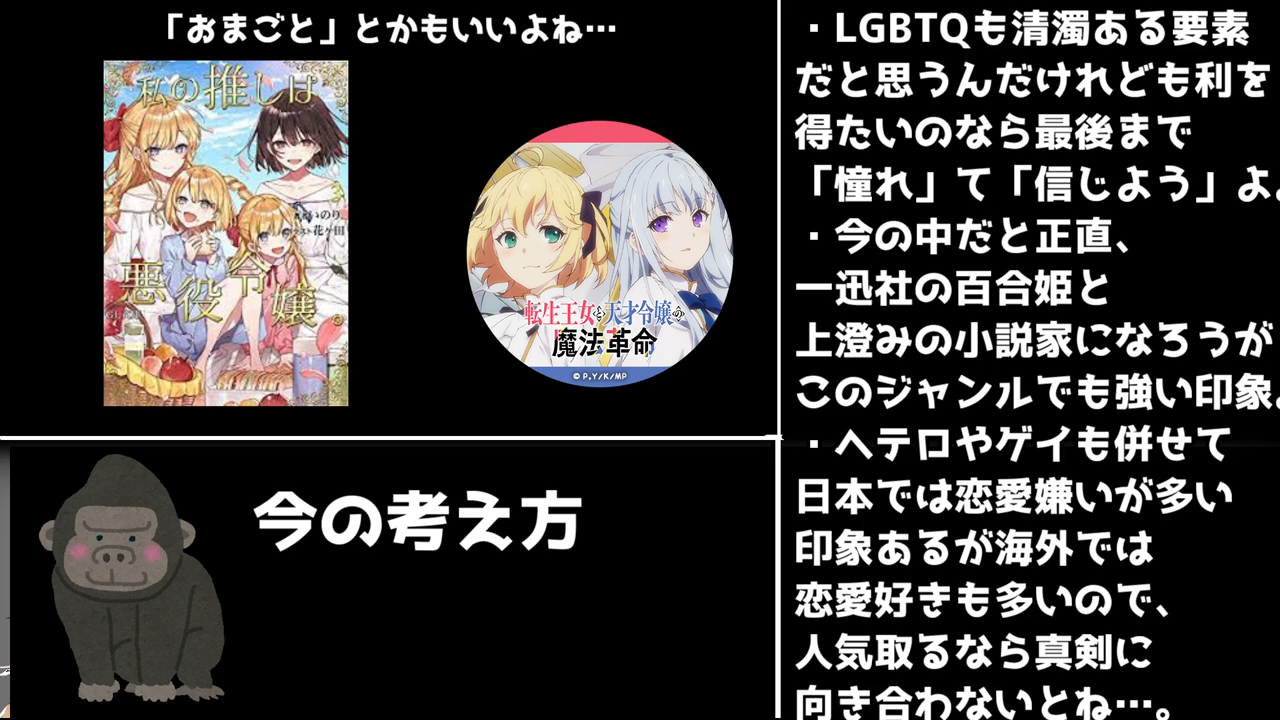 「おまごと」とかもいいよね…
私の推しは
いのり
花ヶ田
悪役令嬢。
転生王女と天才令嬢の
魔法革命
© P,Y/K/MP
今の考え方
・LGBTQも清濁ある要素
だと思うんだけれども利を
得たいのなら最後まで
「憧れ」て「信じよう」よ。
・今の中だと正直、
一迅社の百合姫と
上澄みの小説家になろうが
このジャンルでも強い印象。
・ヘテロやゲイも併せて
日本では恋愛嫌いが多い
印象あるが海外では
恋愛好きも多いので、
人気取るなら真剣に
向き合わないとね…。